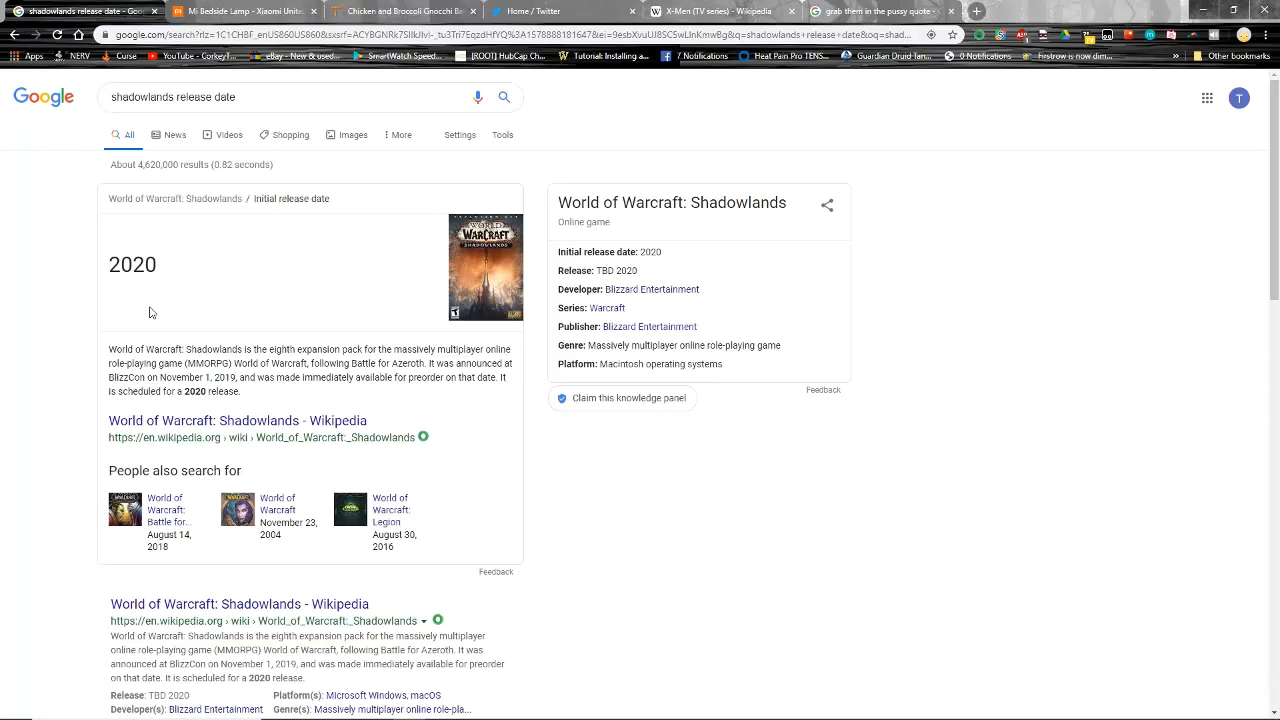 shadowlands release date - Goo
Mi Bedside Lamp - Xiaomi Unite
Chicken and Broccoli Gnocchi B
Home / Twitter
X-Men (TV series) - Wikipedia
grab them in the pussy quote -
Apps
NERV
Curse
YouTube - CorkeyT
eBay - New & used
SmartWatch Speed
[ROOT] HubCap Ch
Tutorial: Installing a
7 Notifications
Heat Pain Pro TENS
Guardian Druid Tan
0 Notifications
Firstrow is now dim
»
Other bookmarks
Google
shadowlands release date
T
All
News
Videos
Shopping
Images
More
Settings
Tools
About 4,620,000 results (0.82 seconds)
World of Warcraft: Shadowlands / Initial release date
2020
WORLD
WARCRAFT
SHADOWLANDS
World of Warcraft: Shadowlands is the eighth expansion pack for the massively multiplayer online
role-playing game (MMORPG) World of Warcraft, following Battle for Azeroth. It was announced at
BlizzCon on November 1, 2019, and was made immediately available for preorder on that date. It
is scheduled for a 2020 release.
World of Warcraft: Shadowlands - Wikipedia
https://en.wikipedia.org › wiki › World_of_Warcraft:_Shadowlands
People also search for
World of
Warcraft:
Battle for...
August 14,
2018
World of
Warcraft
November 23,
2004
World of
Warcraft:
Legion
August 30,
2016
Feedback
World of Warcraft: Shadowlands - Wikipedia
https://en.wikipedia.org › wiki › World_of_Warcraft:_Shadowlands
World of Warcraft: Shadowlands is the eighth expansion pack for the massively multiplayer
online role-playing game (MMORPG) World of Warcraft, following Battle for Azeroth. It was
announced at BlizzCon on November 1, 2019, and was made immediately available for preorder
on that date. It is scheduled for a 2020 release.
Release: TBD 2020
Platform(s): Microsoft Windows, macOS
Developer(s): Blizzard Entertainment
Genre(s): Massively multiplayer online role-pla...
World of Warcraft: Shadowlands
Online game
Initial release date: 2020
Release: TBD 2020
Developer: Blizzard Entertainment
Series: Warcraft
Publisher: Blizzard Entertainment
Genre: Massively multiplayer online role-playing game
Platform: Macintosh operating systems
Feedback
Claim this knowledge panel